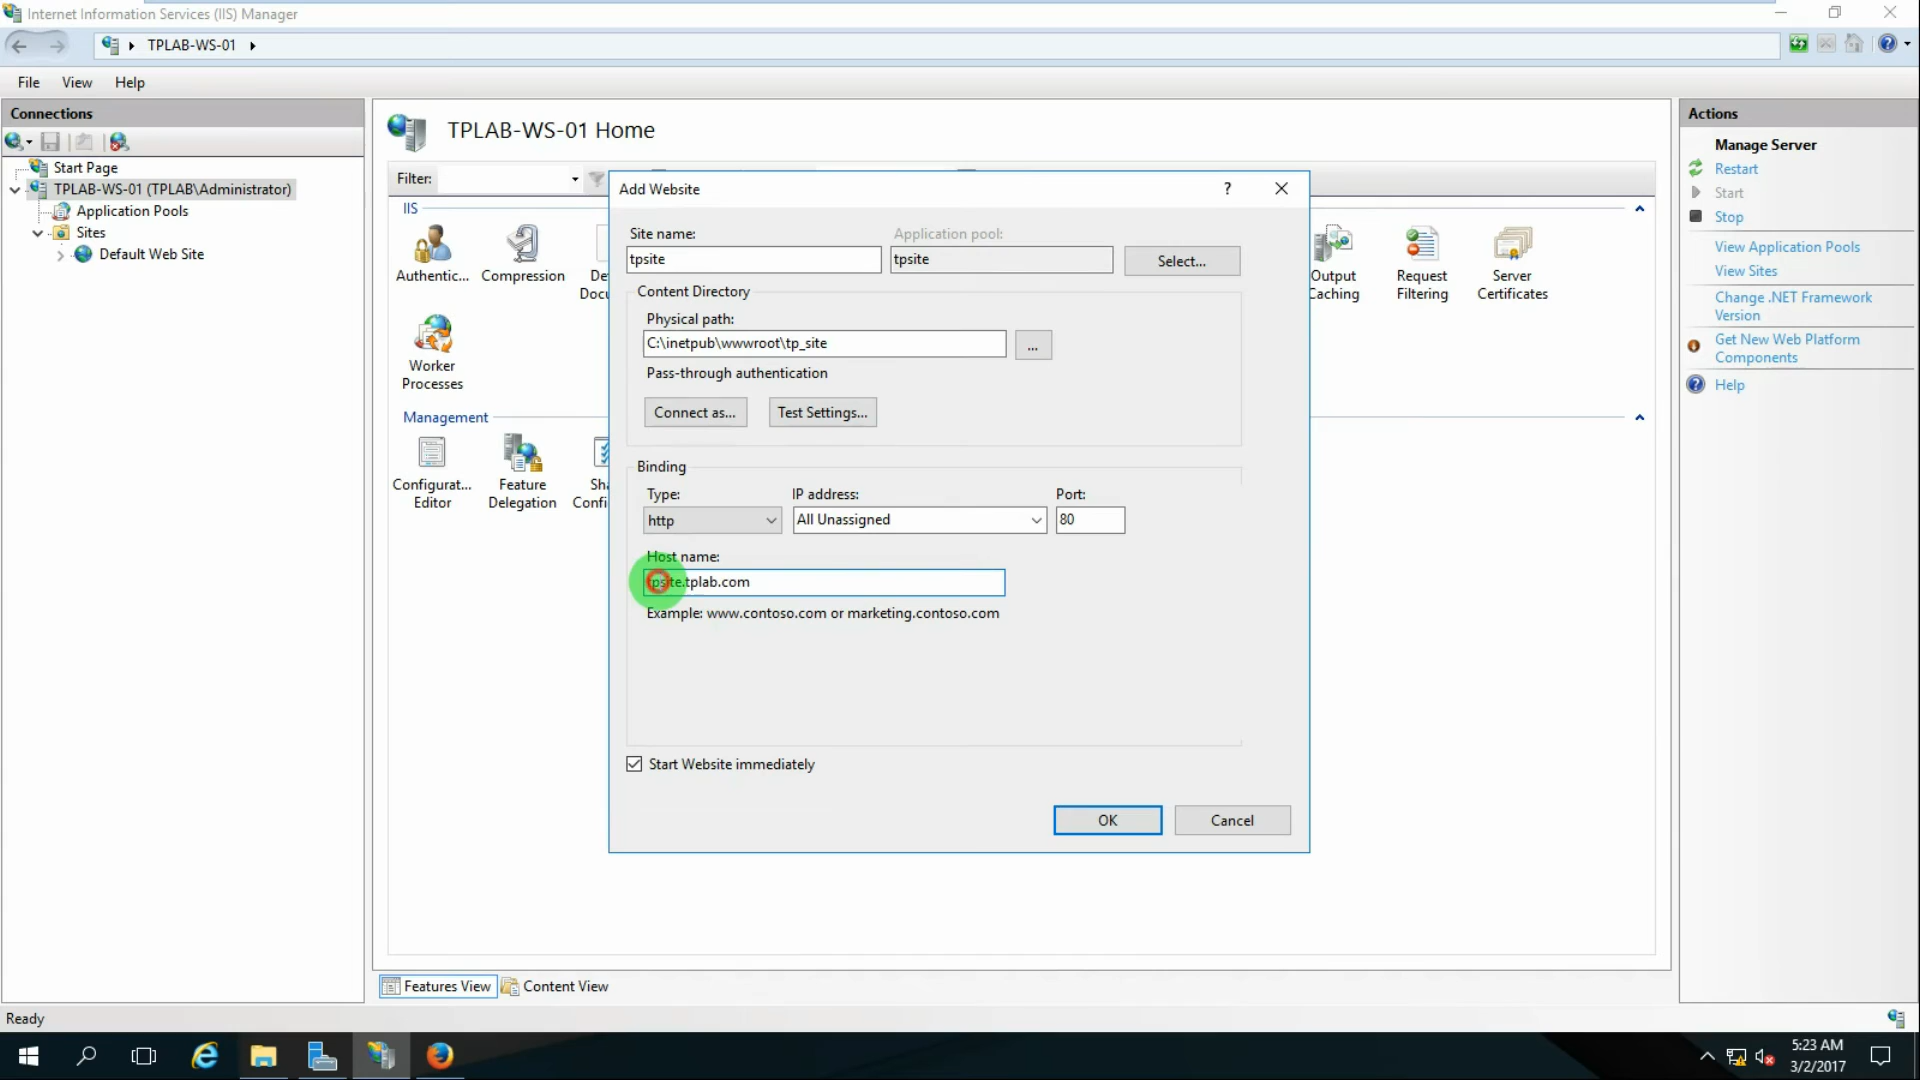 Internet Information Services (IIS) Manager
TPLAB-WS-01
File View Help
Connections
Start Page
TPLAB-WS-01 (TPLAB\Administrator)
Application Pools
Sites
Default Web Site
TPLAB-WS-01 Home
Filter:
IIS
Authentic...
Compression
De
Docu
Output
Caching
Request
Filtering
Server
Certificates
Worker
Processes
Management
Configurat...
Editor
Feature
Delegation
Sha
Confi
Add Website
?
Site name:
Application pool:
tpsite
tpsite
Select...
Content Directory
Physical path:
C:\inetpub\wwwroot\tp_site
...
Pass-through authentication
Connect as...
Test Settings...
Binding
Type:
IP address:
Port:
http
All Unassigned
80
Host name:
tpsite.tplab.com
Example: www.contoso.com or marketing.contoso.com
Start Website immediately
OK
Cancel
Actions
Manage Server
Restart
Start
Stop
View Application Pools
View Sites
Change .NET Framework
Version
Get New Web Platform
Components
Help
Features View
Content View
Ready
5:23 AM
3/2/2017